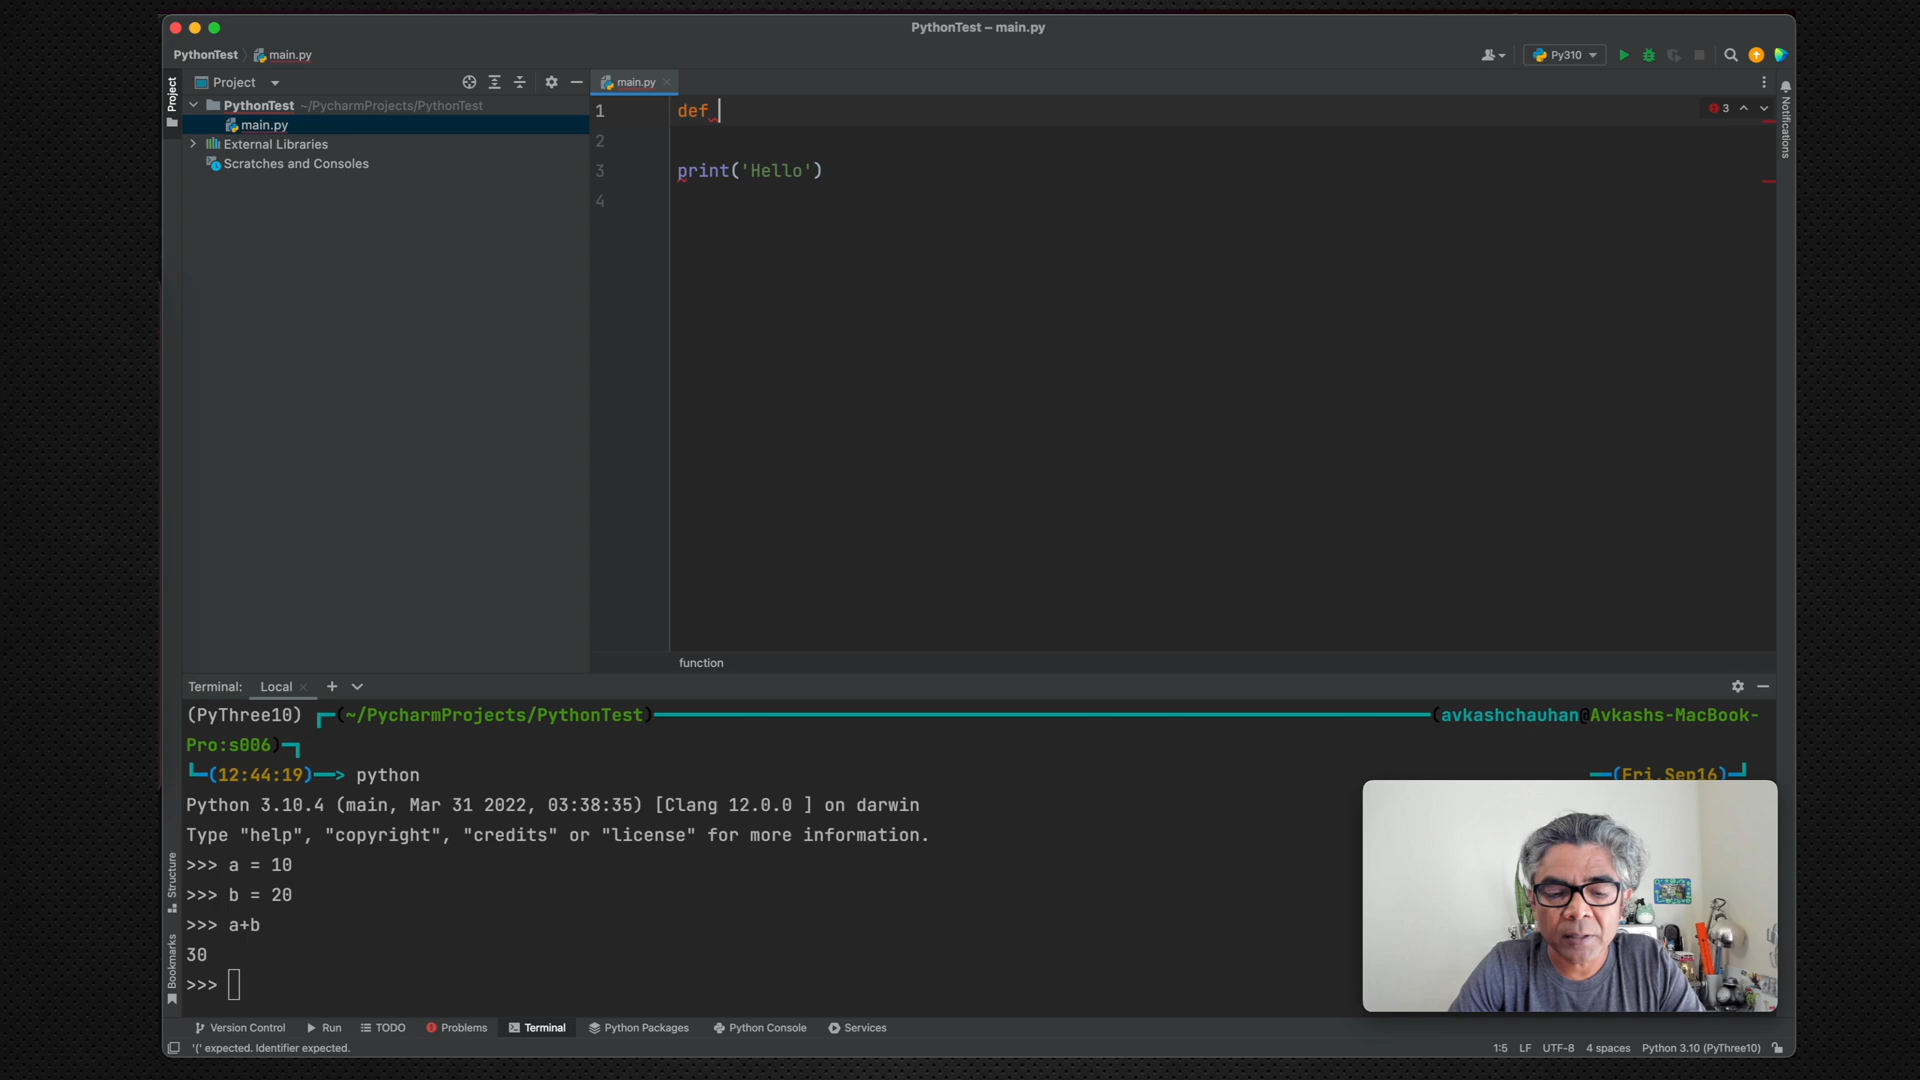 PythonTest – main.py
PythonTest
main.py
Py310
Project
Project
main.py
Notifications
PythonTest ~/PycharmProjects/PythonTest
main.py
External Libraries
Scratches and Consoles
1
def
3
2
3
print('Hello')
4
function
Terminal:
Local
(PyThree10) (~/PycharmProjects/PythonTest) (avkashchauhan@Avkashs-MacBook-
Pro:s006)
(12:44:19)—> python
(Fri,Sep16)
Python 3.10.4 (main, Mar 31 2022, 03:38:35) [Clang 12.0.0 ] on darwin
Type "help", "copyright", "credits" or "license" for more information.
>>> a = 10
>>> b = 20
>>> a+b
30
>>>
Structure
Bookmarks
Version Control
Run
TODO
Problems
Terminal
Python Packages
Python Console
Services
'(' expected. Identifier expected.
1:5
LF
UTF-8
4 spaces
Python 3.10 (PyThree10)